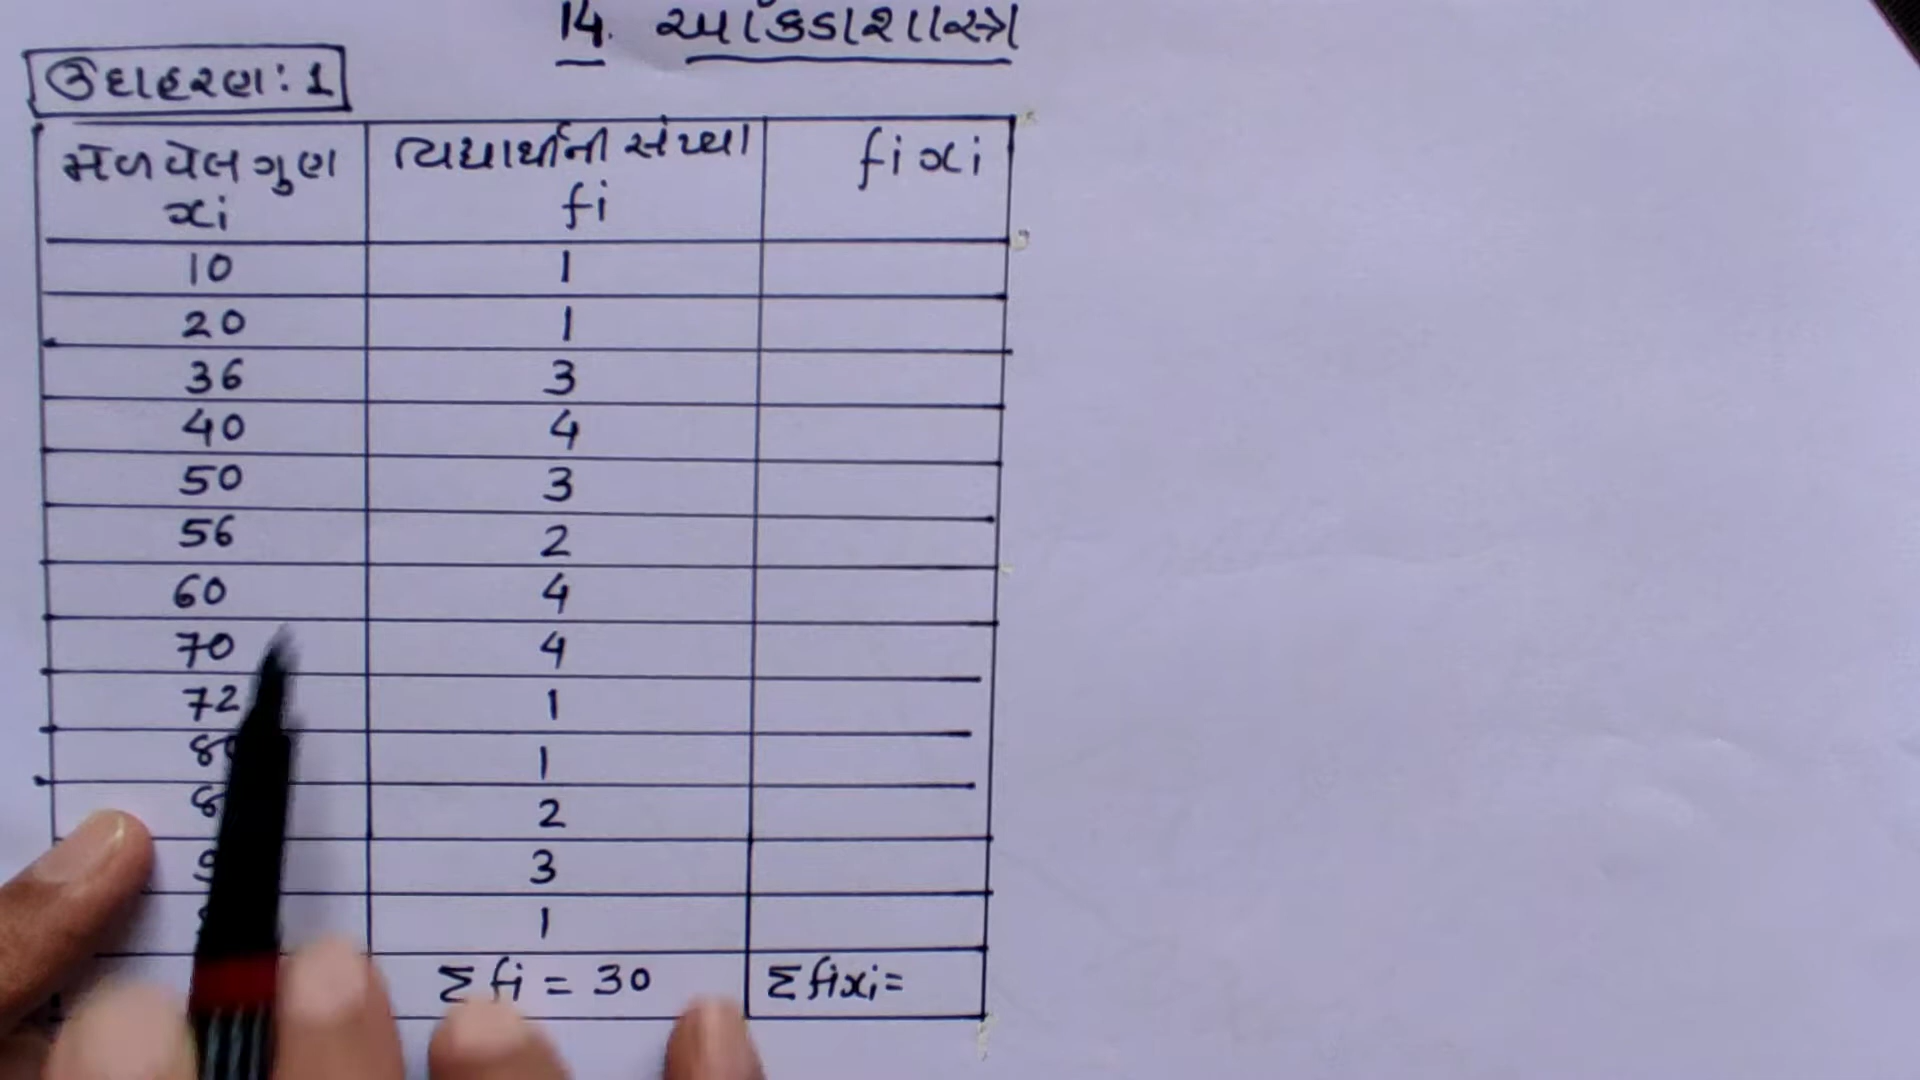 14. આંકડાશાસ્ત્ર
ઉદાહરણ: 1
મેળવેલ ગુણ xi | વિદ્યાર્થીની સંખ્યા fi | fixi
10 | 1
20 | 1
36 | 3
40 | 4
50 | 3
56 | 2
60 | 4
70 | 4
72 | 1
1
2
3
1
Σfi = 30 | Σfixi=